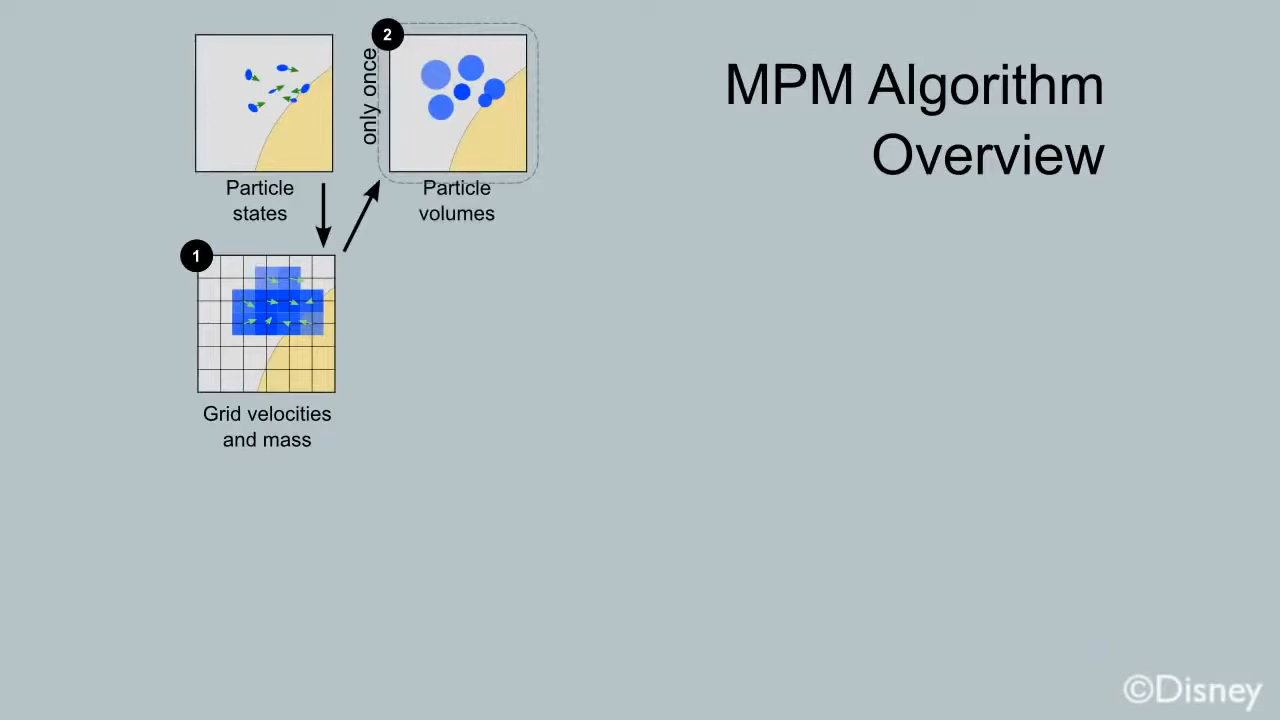 MPM Algorithm
Overview
only once
2
Particle
states
Particle
volumes
1
Grid velocities
and mass
©Disney